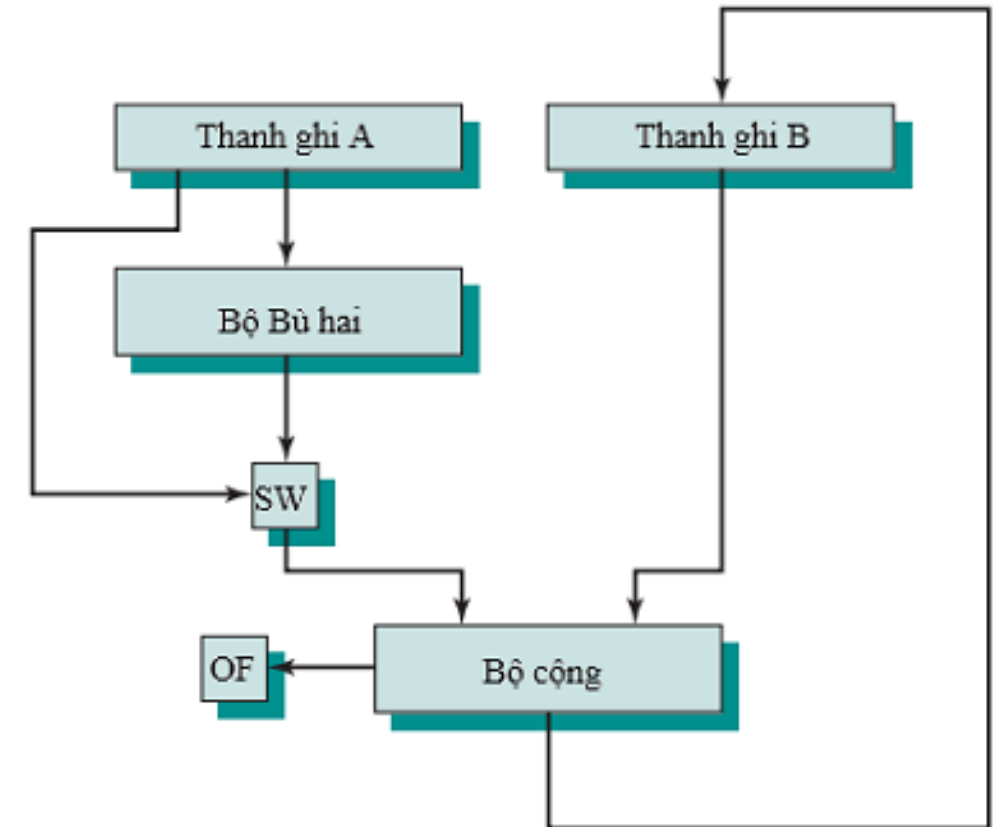 Thanh ghi A
Thanh ghi B
Bộ Bù hai
SW
OF
Bộ cộng